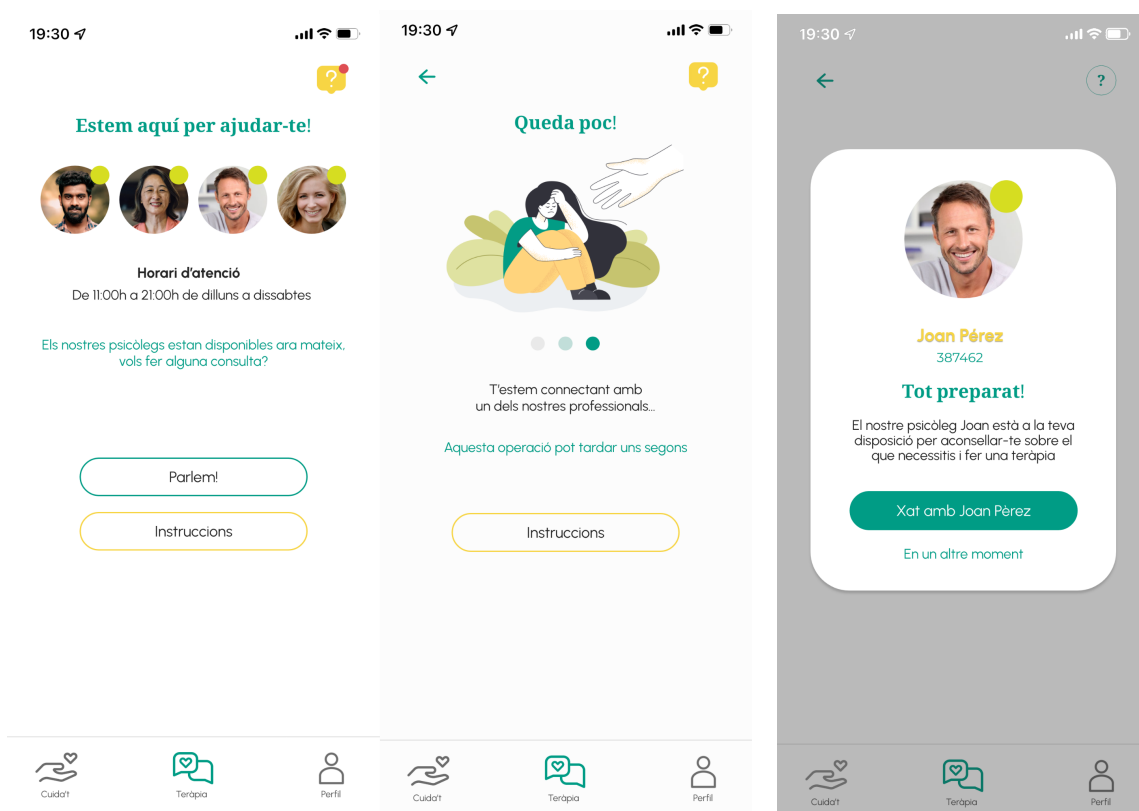 19:30
?
Estem aquí per ajudar-te!
Horari d'atenció
De 11:00h a 21:00h de dilluns a dissabtes
Els nostres psicòlegs estan disponibles ara mateix,
vols fer alguna consulta?
Parlem!
Instruccions
Cuida't
Teràpia
Perfil
19:30
?
Queda poc!
T'estem connectant amb
un dels nostres professionals...
Aquesta operació pot tardar uns segons
Instruccions
Cuida't
Teràpia
Perfil
19:30
?
Joan Pérez
387462
Tot preparat!
El nostre psicòleg Joan està a la teva
disposició per aconsellar-te sobre el
que necessitis i fer una teràpia
Xat amb Joan Pèrez
En un altre moment
Cuida't
Teràpia
Perfil